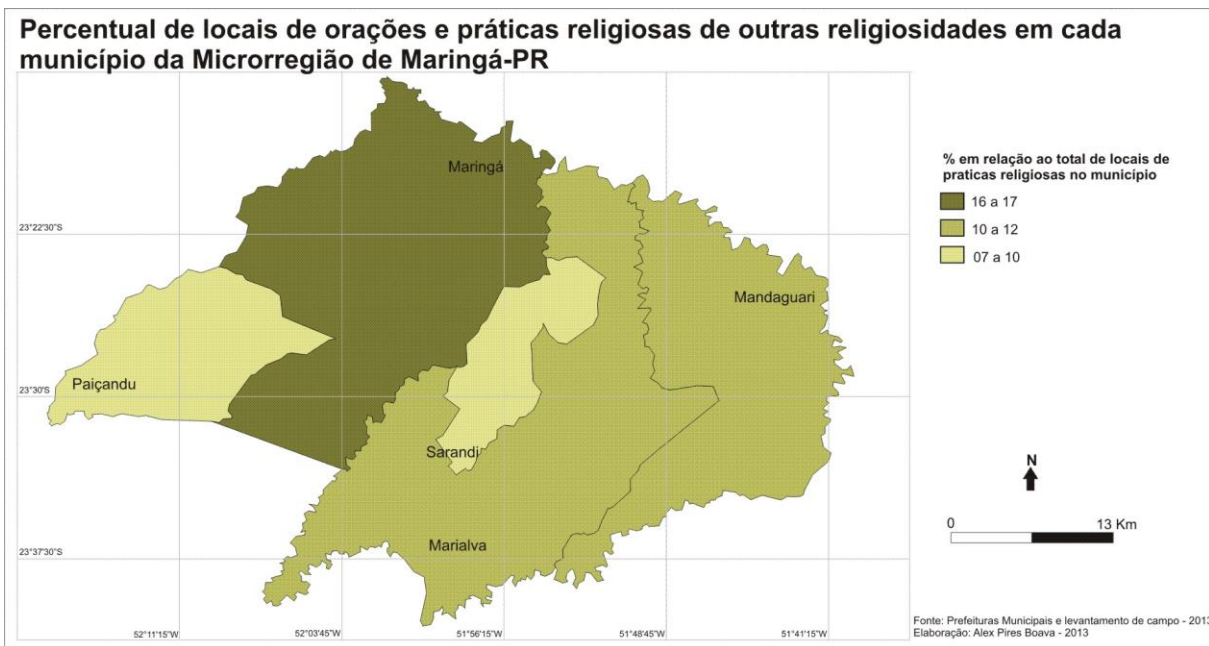 Percentual de locais de orações e práticas religiosas de outras religiosidades em cada
município da Microrregião de Maringá-PR
% em relação ao total de locais de
praticas religiosas no município
16 a 17
10 a 12
07 a 10
Maringá
23°22'30"S
Mandaguari
Paiçandu
23°30'S
Sarandi
N
0 13 Km
Marialva
23°37'30"S
52°11'15"W 52°03'45"W 51°56'15"W 51°48'45"W 51°41'15"W
Fonte: Prefeituras Municipais e levantamento de campo - 2013
Elaboração: Alex Pires Boava - 2013